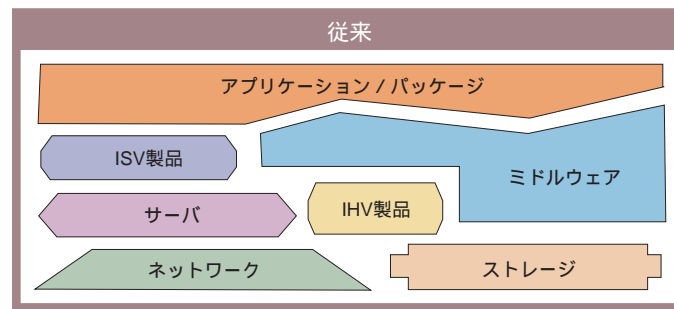 従来
アプリケーション / パッケージ
ISV製品
ミドルウェア
サーバ
IHV製品
ネットワーク
ストレージ